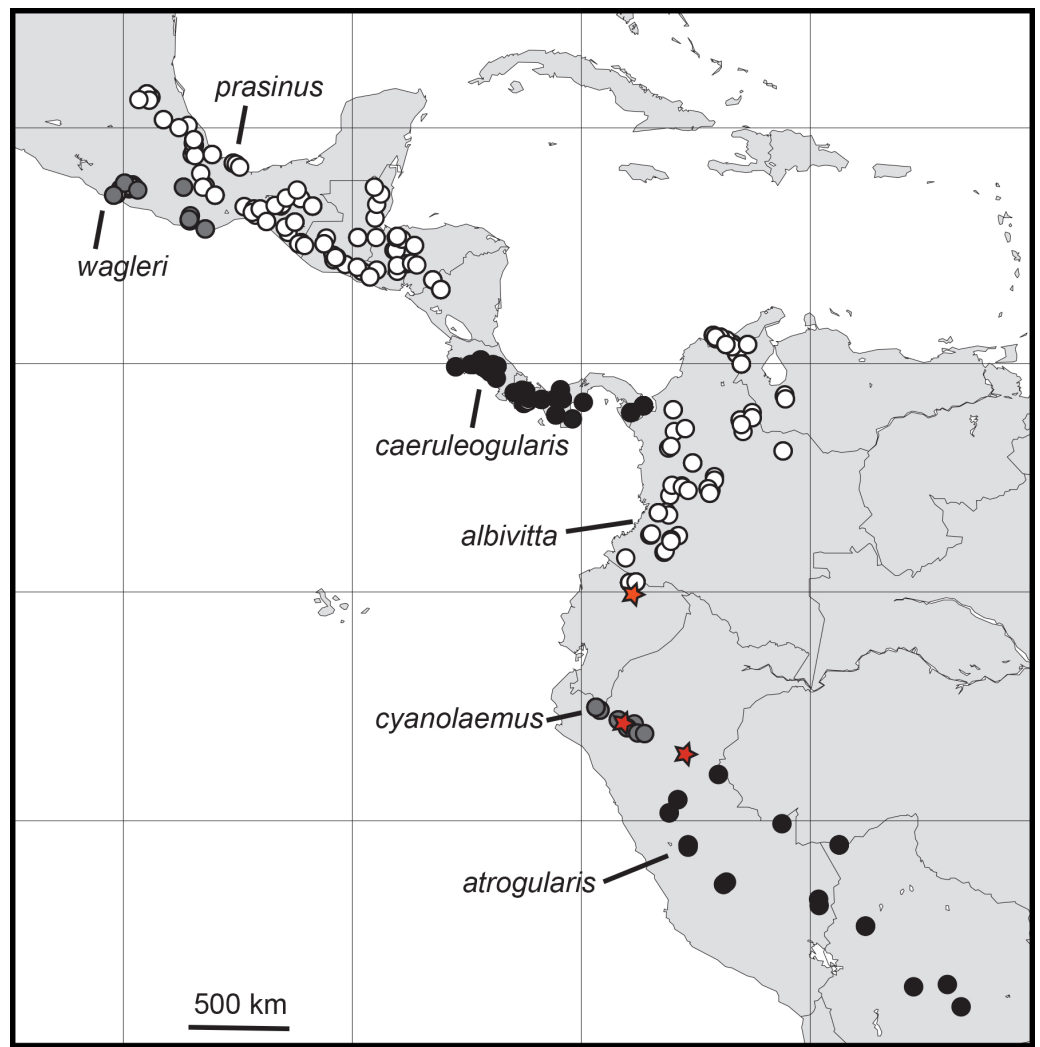 prasinus
wagleri
caeruleogularis
albivitta
cyanolaemus
atrogularis
500 km